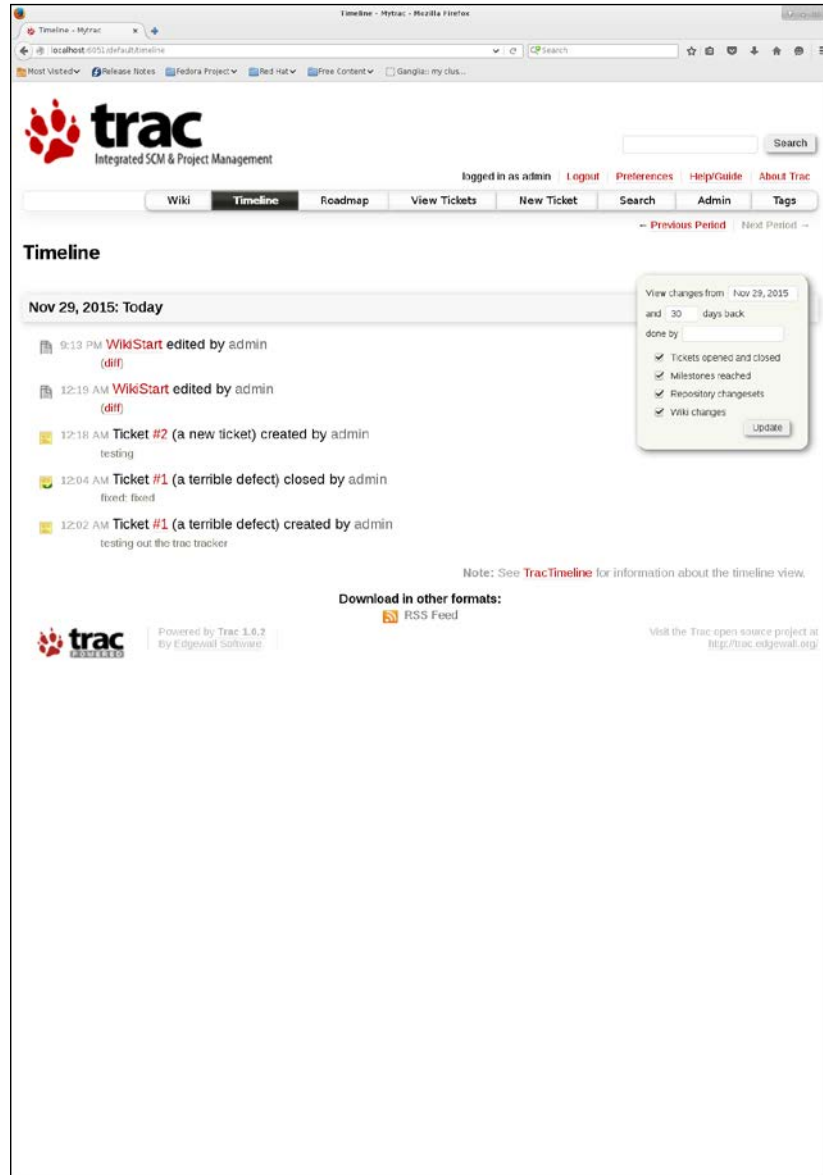 Timeline - Mytrac - Mozilla Firefox
Timeline - Mytrac
localhost:6051/default/timeline
Search
Most Visited
Release Notes
Fedora Project
Red Hat
Free Content
Ganglia:: my clus...
trac
Integrated SCM & Project Management
Search
logged in as admin Logout Preferences Help/Guide About Trac
Wiki Timeline Roadmap View Tickets New Ticket Search Admin Tags
← Previous Period Next Period →
Timeline
Nov 29, 2015: Today
9:13 PM WikiStart edited by admin
(diff)
12:19 AM WikiStart edited by admin
(diff)
12:18 AM Ticket #2 (a new ticket) created by admin
testing
12:04 AM Ticket #1 (a terrible defect) closed by admin
fixed: fixed
12:02 AM Ticket #1 (a terrible defect) created by admin
testing out the trac tracker
View changes from Nov 29, 2015
and 30 days back
done by
Tickets opened and closed
Milestones reached
Repository changesets
Wiki changes
Update
Note: See TracTimeline for information about the timeline view.
Download in other formats:
RSS Feed
trac
POWERED
Powered by Trac 1.0.2
By Edgewall Software.
Visit the Trac open source project at
http://trac.edgewall.org/